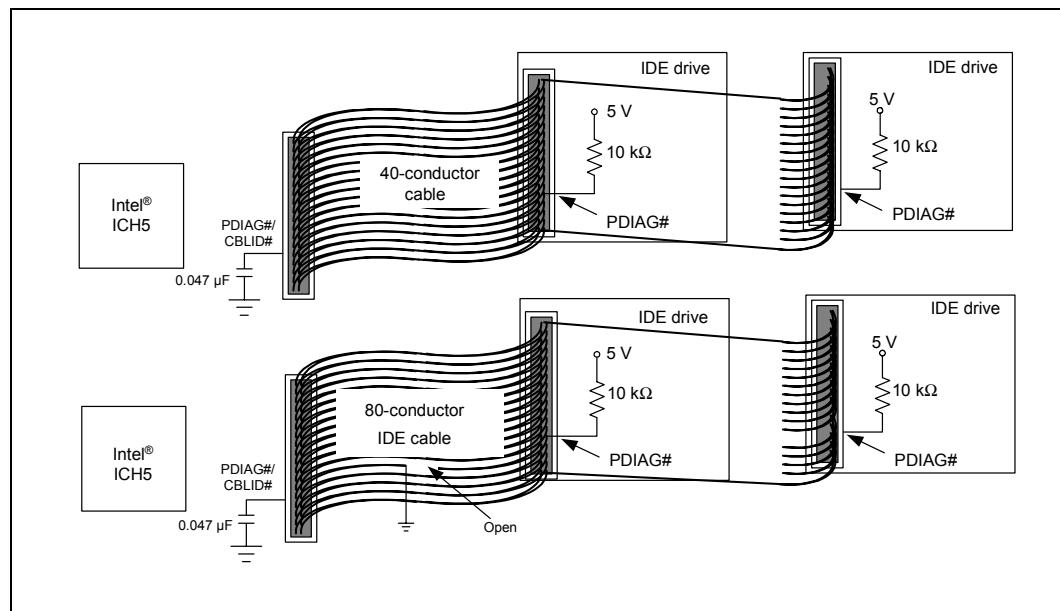 IDE drive
5 V
10 kΩ
PDIAG#
IDE drive
5 V
10 kΩ
PDIAG#
40-conductor
cable
Intel®
ICH5
PDIAG#/
CBLID#
0.047 µF
IDE drive
5 V
10 kΩ
PDIAG#
IDE drive
5 V
10 kΩ
PDIAG#
80-conductor
IDE cable
Intel®
ICH5
PDIAG#/
CBLID#
0.047 µF
Open